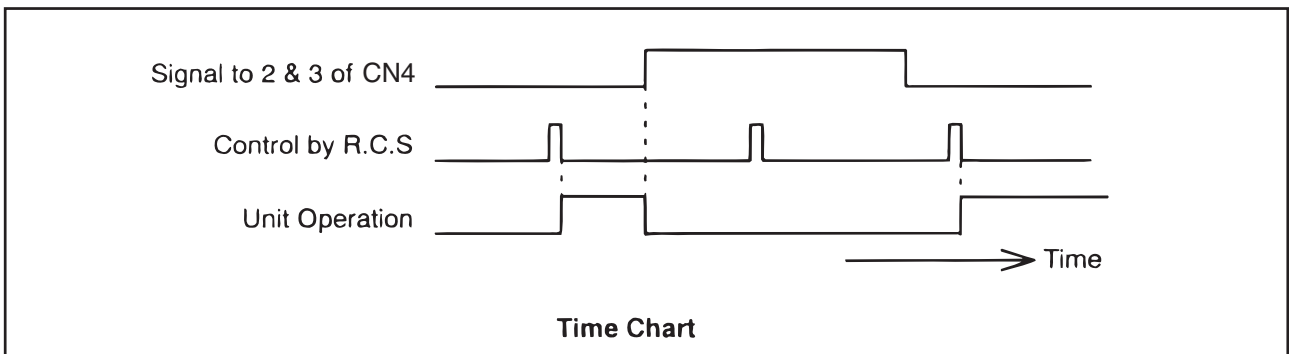 Signal to 2 & 3 of CN4
Control by R.C.S
Unit Operation
Time
Time Chart